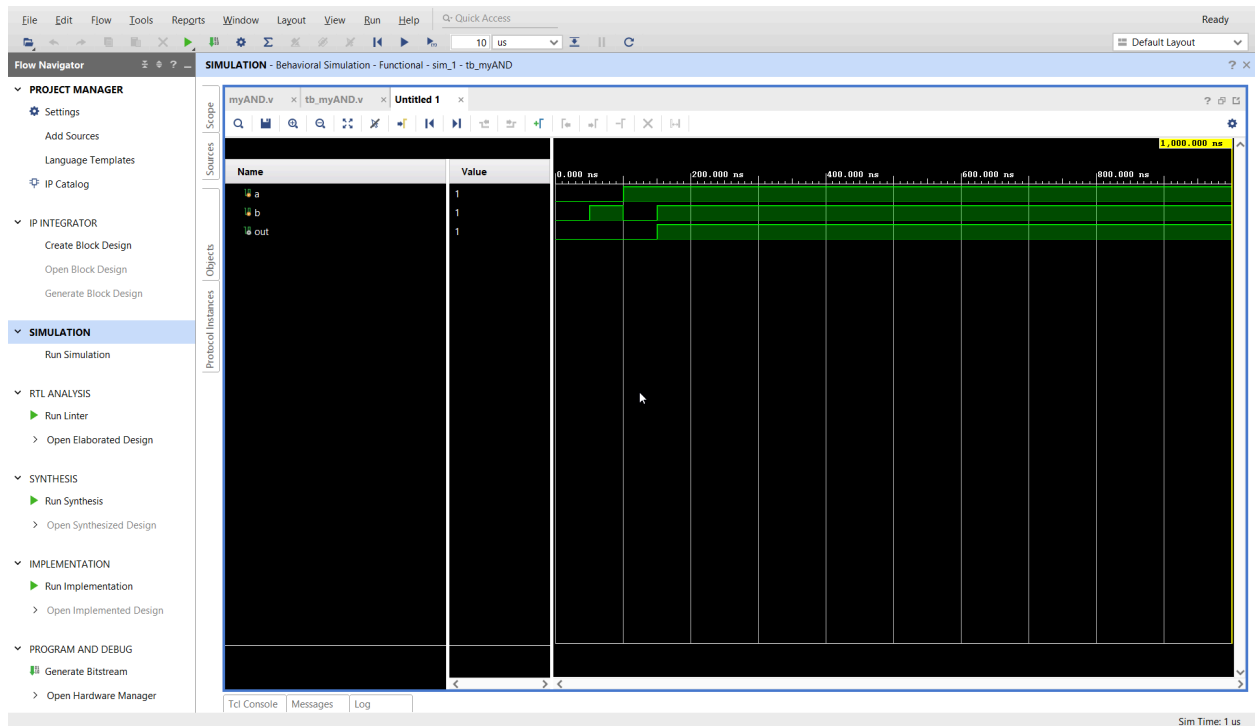 File Edit Flow Tools Reports Window Layout View Run Help Q- Quick Access Ready
10 us Default Layout
Flow Navigator ? SIMULATION - Behavioral Simulation - Functional - sim_1 - tb_myAND ?
PROJECT MANAGER
Settings
Add Sources
Language Templates
IP Catalog
IP INTEGRATOR
Create Block Design
Open Block Design
Generate Block Design
SIMULATION
Run Simulation
RTL ANALYSIS
Run Linter
Open Elaborated Design
SYNTHESIS
Run Synthesis
Open Synthesized Design
IMPLEMENTATION
Run Implementation
Open Implemented Design
PROGRAM AND DEBUG
Generate Bitstream
Open Hardware Manager
Scope
Sources
Objects
Protocol Instances
myAND.v × tb_myAND.v × Untitled 1 × ?
1,000.000 ns
Name Value 0.000 ns 200.000 ns 400.000 ns 600.000 ns 800.000 ns
a 1
b 1
out 1
Tcl Console Messages Log
Sim Time: 1 us